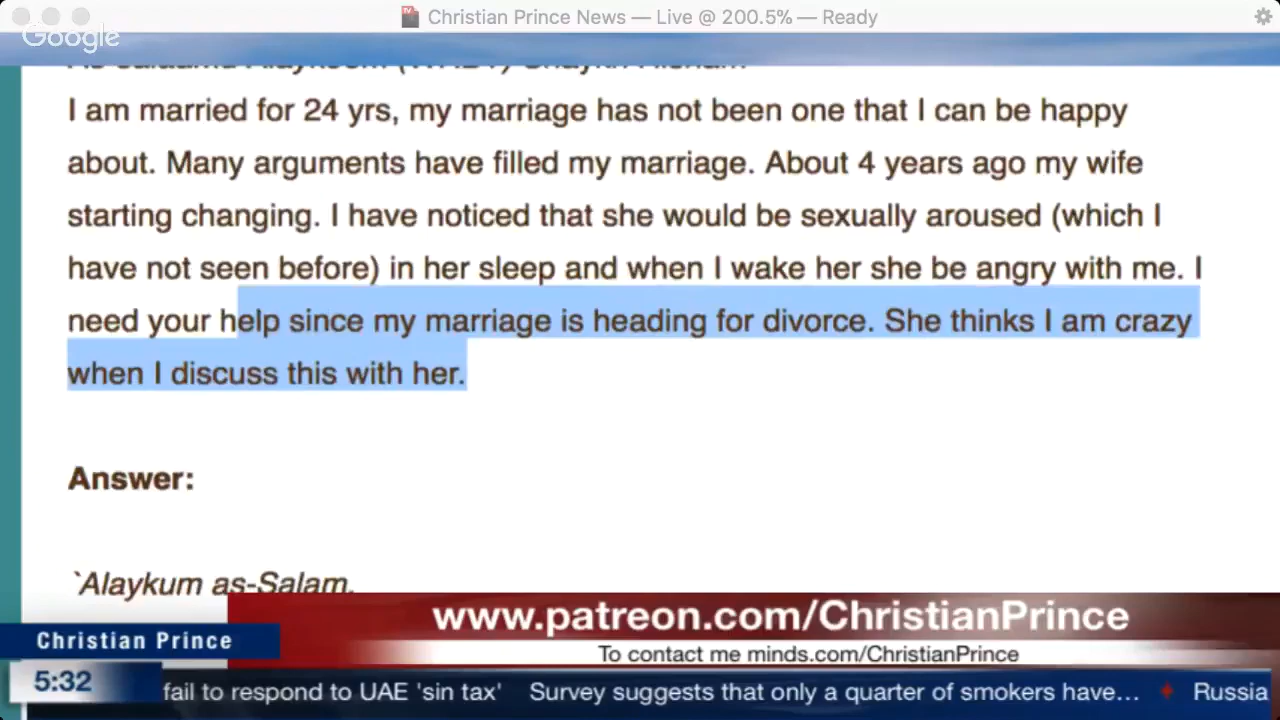 Christian Prince News — Live @ 200.5% — Ready
Google
I am married for 24 yrs, my marriage has not been one that I can be happy
about. Many arguments have filled my marriage. About 4 years ago my wife
starting changing. I have noticed that she would be sexually aroused (which I
have not seen before) in her sleep and when I wake her she be angry with me. I
need your help since my marriage is heading for divorce. She thinks I am crazy
when I discuss this with her.
Answer:
`Alaykum as-Salam.
www.patreon.com/ChristianPrince
Christian Prince
To contact me minds.com/ChristianPrince
5:32
fail to respond to UAE 'sin tax' Survey suggests that only a quarter of smokers have... Russia